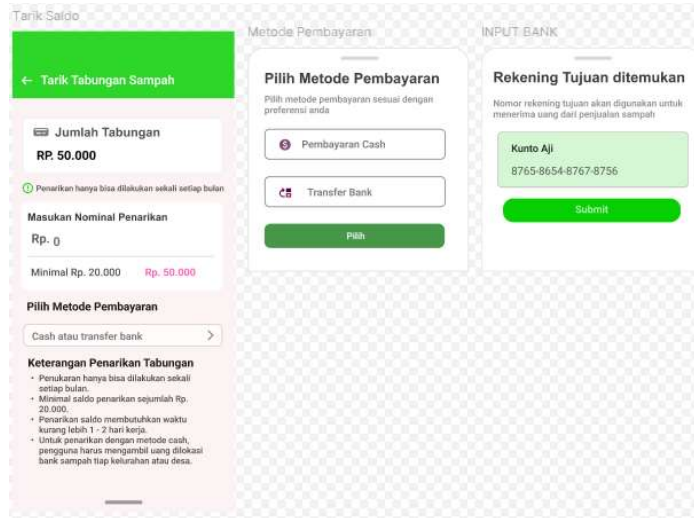 Tarik Saldo
← Tarik Tabungan Sampah
Jumlah Tabungan
RP. 50.000
Penarikan hanya bisa dilakukan sekali setiap bulan
Masukan Nominal Penarikan
Rp. 0
Minimal Rp. 20.000 Rp. 50.000
Pilih Metode Pembayaran
Cash atau transfer bank >
Keterangan Penarikan Tabungan
• Penukaran hanya bisa dilakukan sekali
setiap bulan.
• Minimal saldo penarikan sejumlah Rp.
20.000.
• Penarikan saldo membutuhkan waktu
kurang lebih 1 - 2 hari kerja.
• Untuk penarikan dengan metode cash,
pengguna harus mengambil uang dilokasi
bank sampah tiap kelurahan atau desa.
Metode Pembayaran
Pilih Metode Pembayaran
Pilih metode pembayaran sesuai dengan
preferensi anda
Pembayaran Cash
Transfer Bank
Pilih
INPUT BANK
Rekening Tujuan ditemukan
Nomor rekening tujuan akan digunakan untuk
menerima uang dari penjualan sampah
Kunto Aji
8765-8654-8767-8756
Submit